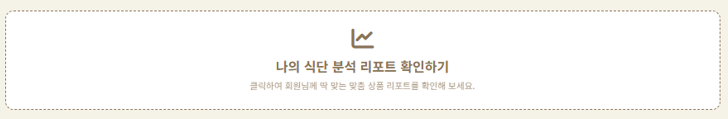 나의 식단 분석 리포트 확인하기
클릭하여 회원님께 딱 맞는 맞춤 상품 리포트를 확인해 보세요.